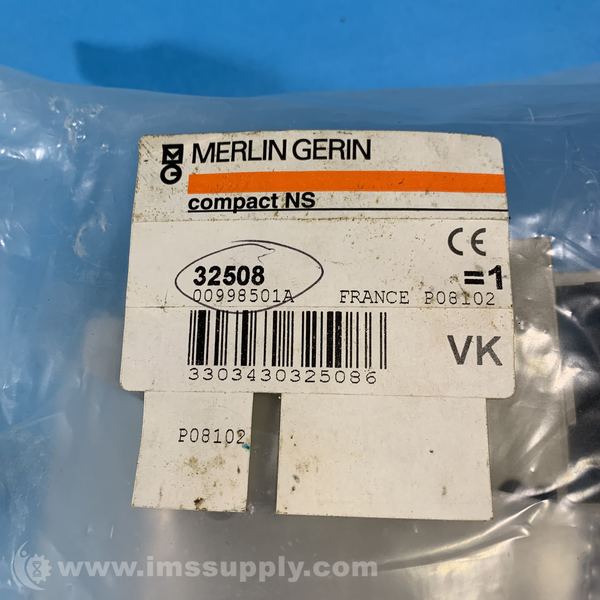 MERLIN GERIN
compact NS
CE
32508
=1
00998501A FRANCE P08102
3303430325086
VK
P08102
www.imssupply.com